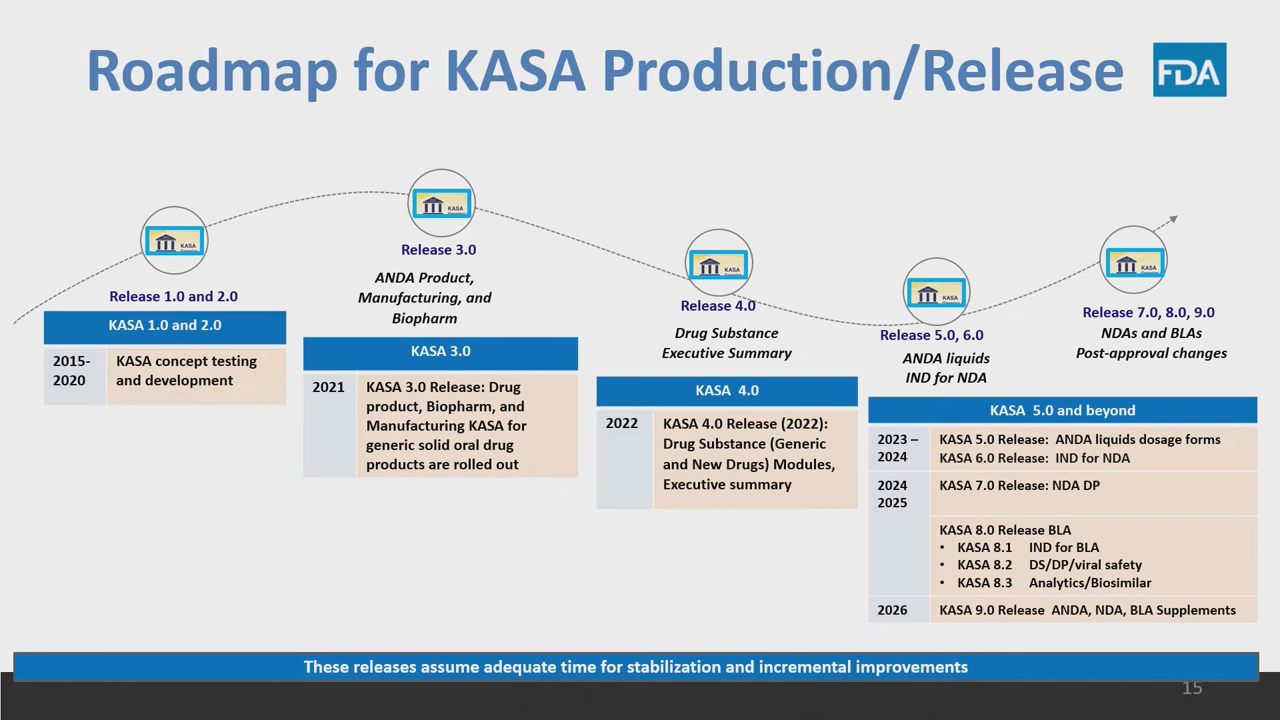 Roadmap for KASA Production/Release
FDA
KASA
Release 1.0 and 2.0
KASA 1.0 and 2.0
2015-
2020
KASA concept testing
and development
KASA
Release 3.0
ANDA Product,
Manufacturing, and
Biopharm
KASA 3.0
2021
KASA 3.0 Release: Drug
product, Biopharm, and
Manufacturing KASA for
generic solid oral drug
products are rolled out
KASA
Release 4.0
Drug Substance
Executive Summary
KASA 4.0
2022
KASA 4.0 Release (2022):
Drug Substance (Generic
and New Drugs) Modules,
Executive summary
KASA
Release 5.0, 6.0
ANDA liquids
IND for NDA
KASA
Release 7.0, 8.0, 9.0
NDAs and BLAs
Post-approval changes
KASA 5.0 and beyond
2023 –
2024
KASA 5.0 Release: ANDA liquids dosage forms
KASA 6.0 Release: IND for NDA
2024
2025
KASA 7.0 Release: NDA DP
KASA 8.0 Release BLA
• KASA 8.1 IND for BLA
• KASA 8.2 DS/DP/viral safety
• KASA 8.3 Analytics/Biosimilar
2026
KASA 9.0 Release ANDA, NDA, BLA Supplements
These releases assume adequate time for stabilization and incremental improvements
15